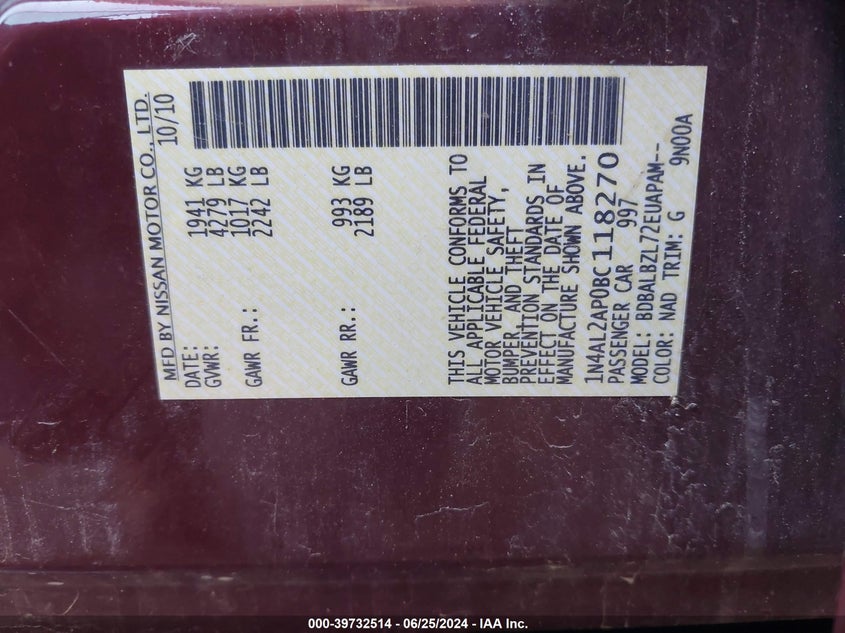 MFD BY NISSAN MOTOR CO., LTD.
DATE: 10/10
GVWR: 1941 KG
4279 LB
GAWR FR.: 1017 KG
2242 LB
GAWR RR.: 993 KG
2189 LB
THIS VEHICLE CONFORMS TO
ALL APPLICABLE FEDERAL
MOTOR VEHICLE SAFETY,
BUMPER, AND THEFT
PREVENTION STANDARDS IN
EFFECT ON THE DATE OF
MANUFACTURE SHOWN ABOVE.
1N4AL2AP0BC118270
PASSENGER CAR 997
MODEL: BDBALBZL72EUAPAM--
COLOR: NAD TRIM: G 9N00A
000-39732514 - 06/25/2024 - IAA Inc.